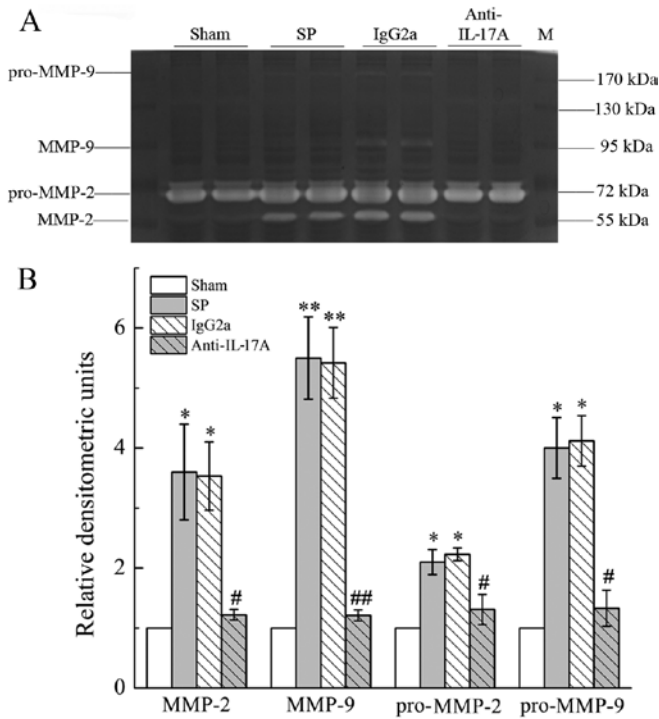 A
Sham SP IgG2a Anti-
IL-17A M
pro-MMP-9
170 kDa
130 kDa
MMP-9
95 kDa
pro-MMP-2
72 kDa
MMP-2
55 kDa
B
Sham
SP
IgG2a
Anti-IL-17A
Relative densitometric units
6
4
2
0
* *
#
** **
##
* *
#
* *
#
MMP-2 MMP-9 pro-MMP-2 pro-MMP-9